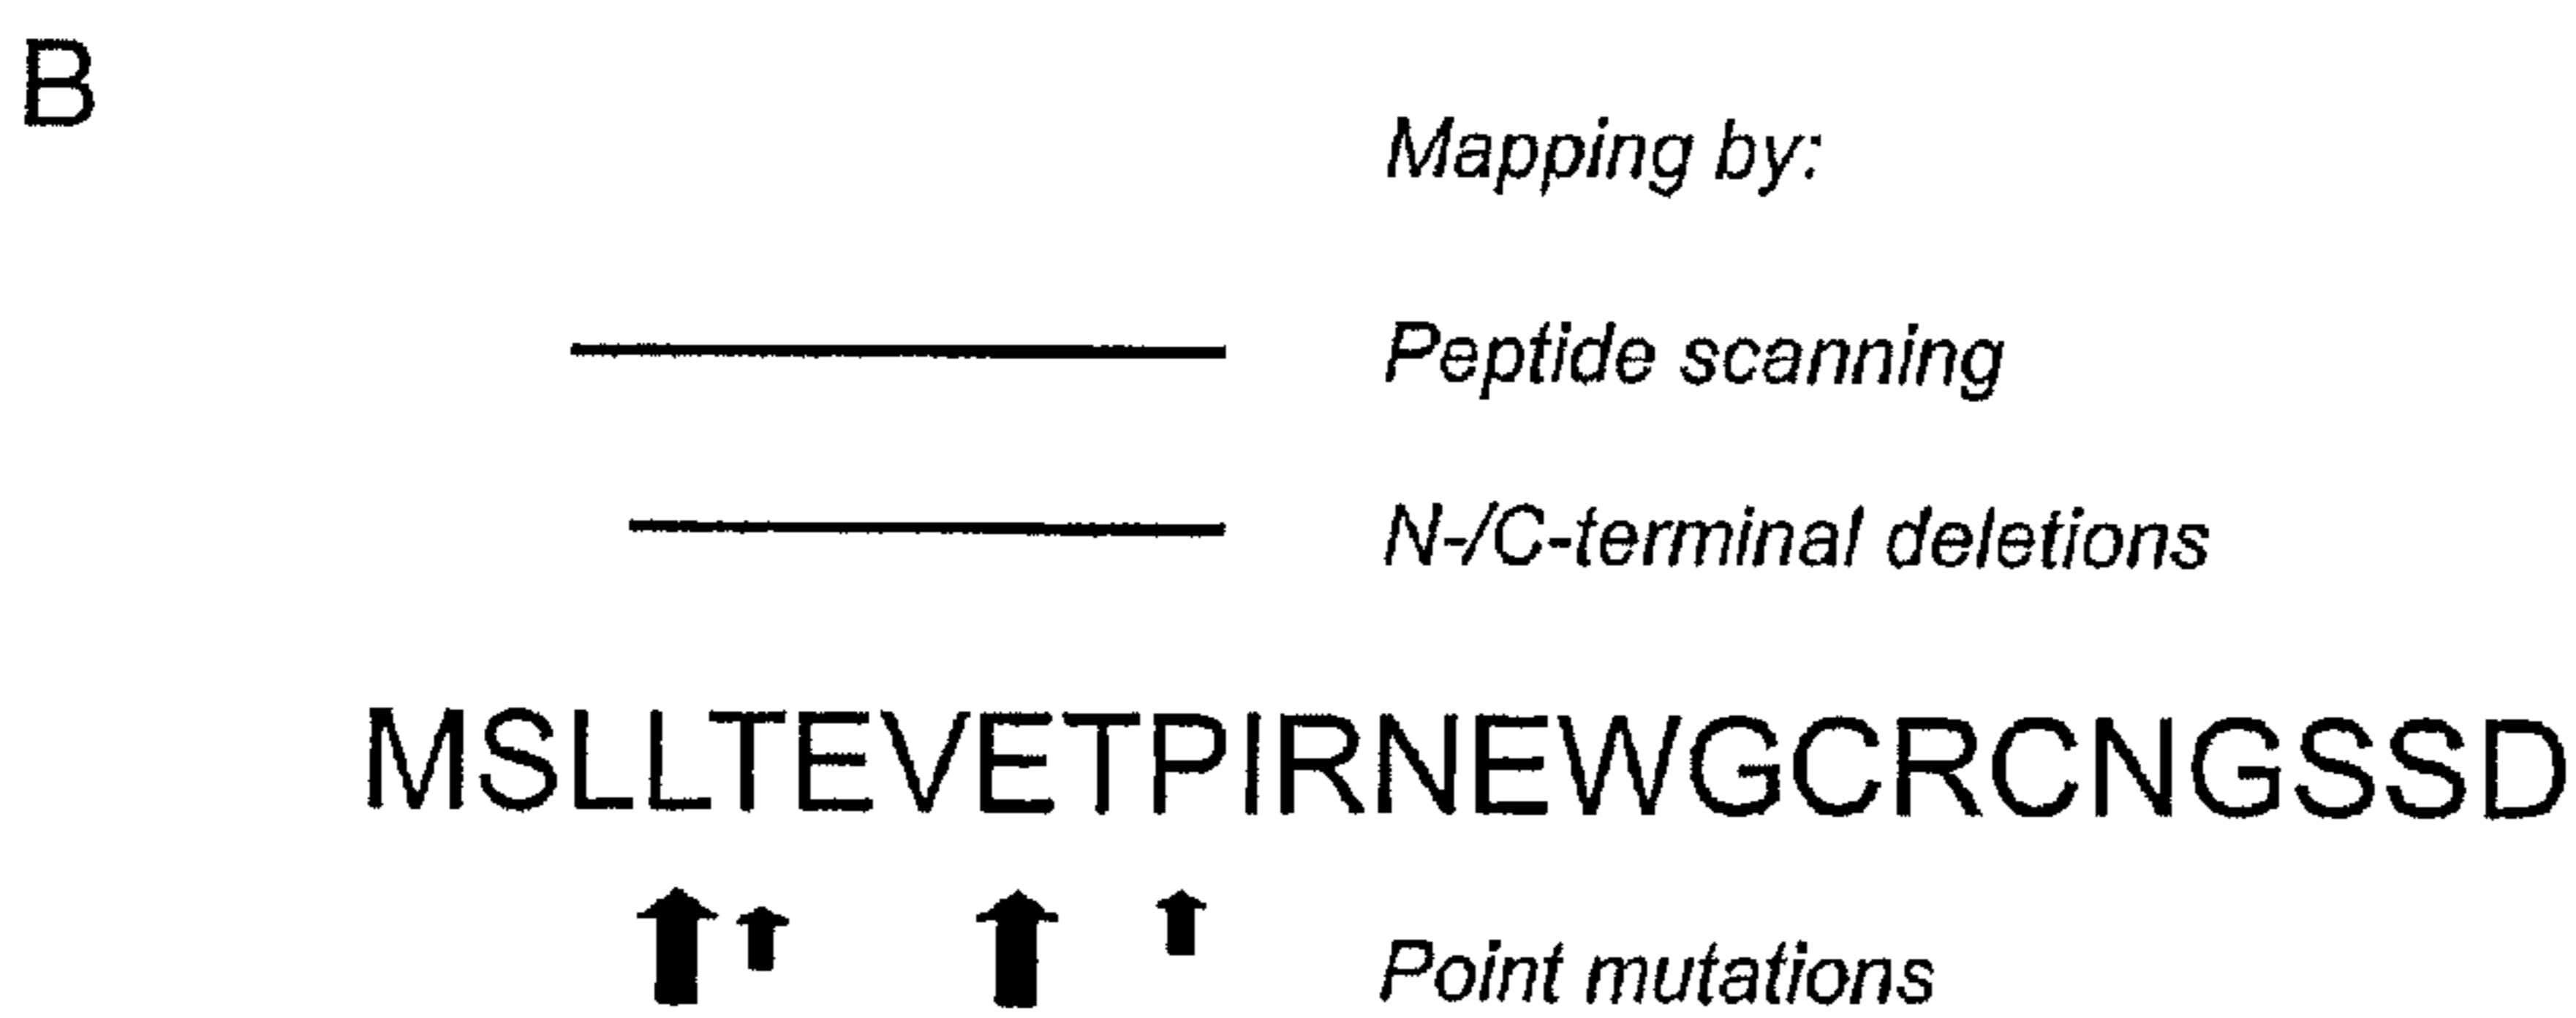 B
Mapping by:
Peptide scanning
N-/C-terminal deletions
MSLLTEVETPIRNEWGCRCNGSSD
Point mutations